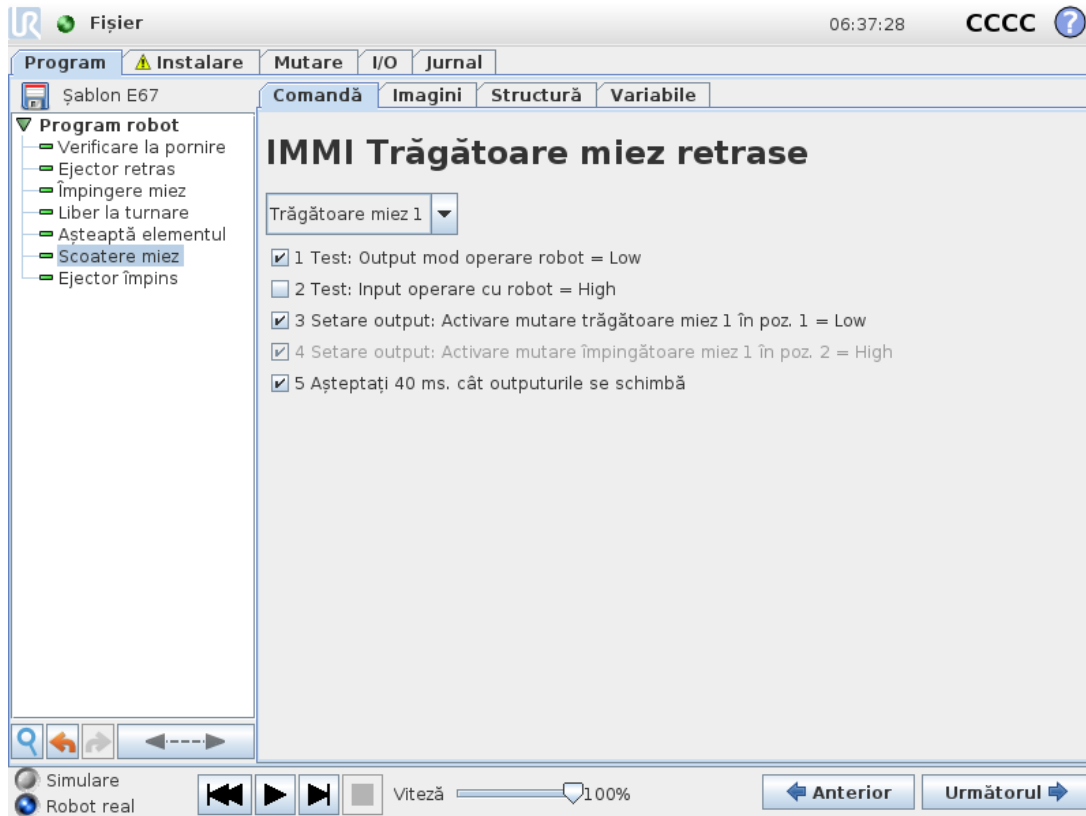 UR Fișier 06:37:28 CCCC ?
Program Instalare Mutare I/O Jurnal
Șablon E67
Comandă Imagini Structură Variabile
Program robot
Verificare la pornire
Ejector retras
Împingere miez
Liber la turnare
Așteaptă elementul
Scoatere miez
Ejector împins
IMMI Trăgătoare miez retrase
Trăgătoare miez 1
1 Test: Output mod operare robot = Low
2 Test: Input operare cu robot = High
3 Setare output: Activare mutare trăgătoare miez 1 în poz. 1 = Low
4 Setare output: Activare mutare împingătoare miez 1 în poz. 2 = High
5 Așteptați 40 ms. cât outputurile se schimbă
Simulare
Robot real
Viteză 100%
Anterior Următorul